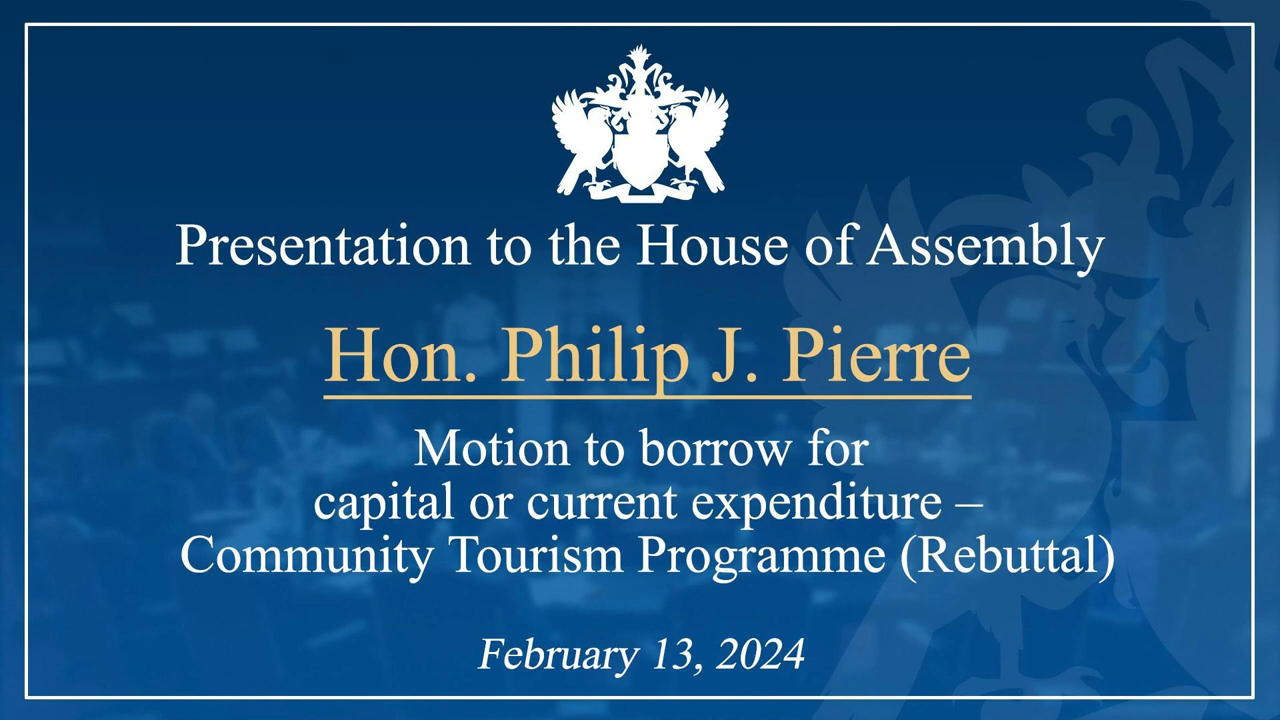 Presentation to the House of Assembly
Hon. Philip J. Pierre
Motion to borrow for
capital or current expenditure –
Community Tourism Programme (Rebuttal)
February 13, 2024